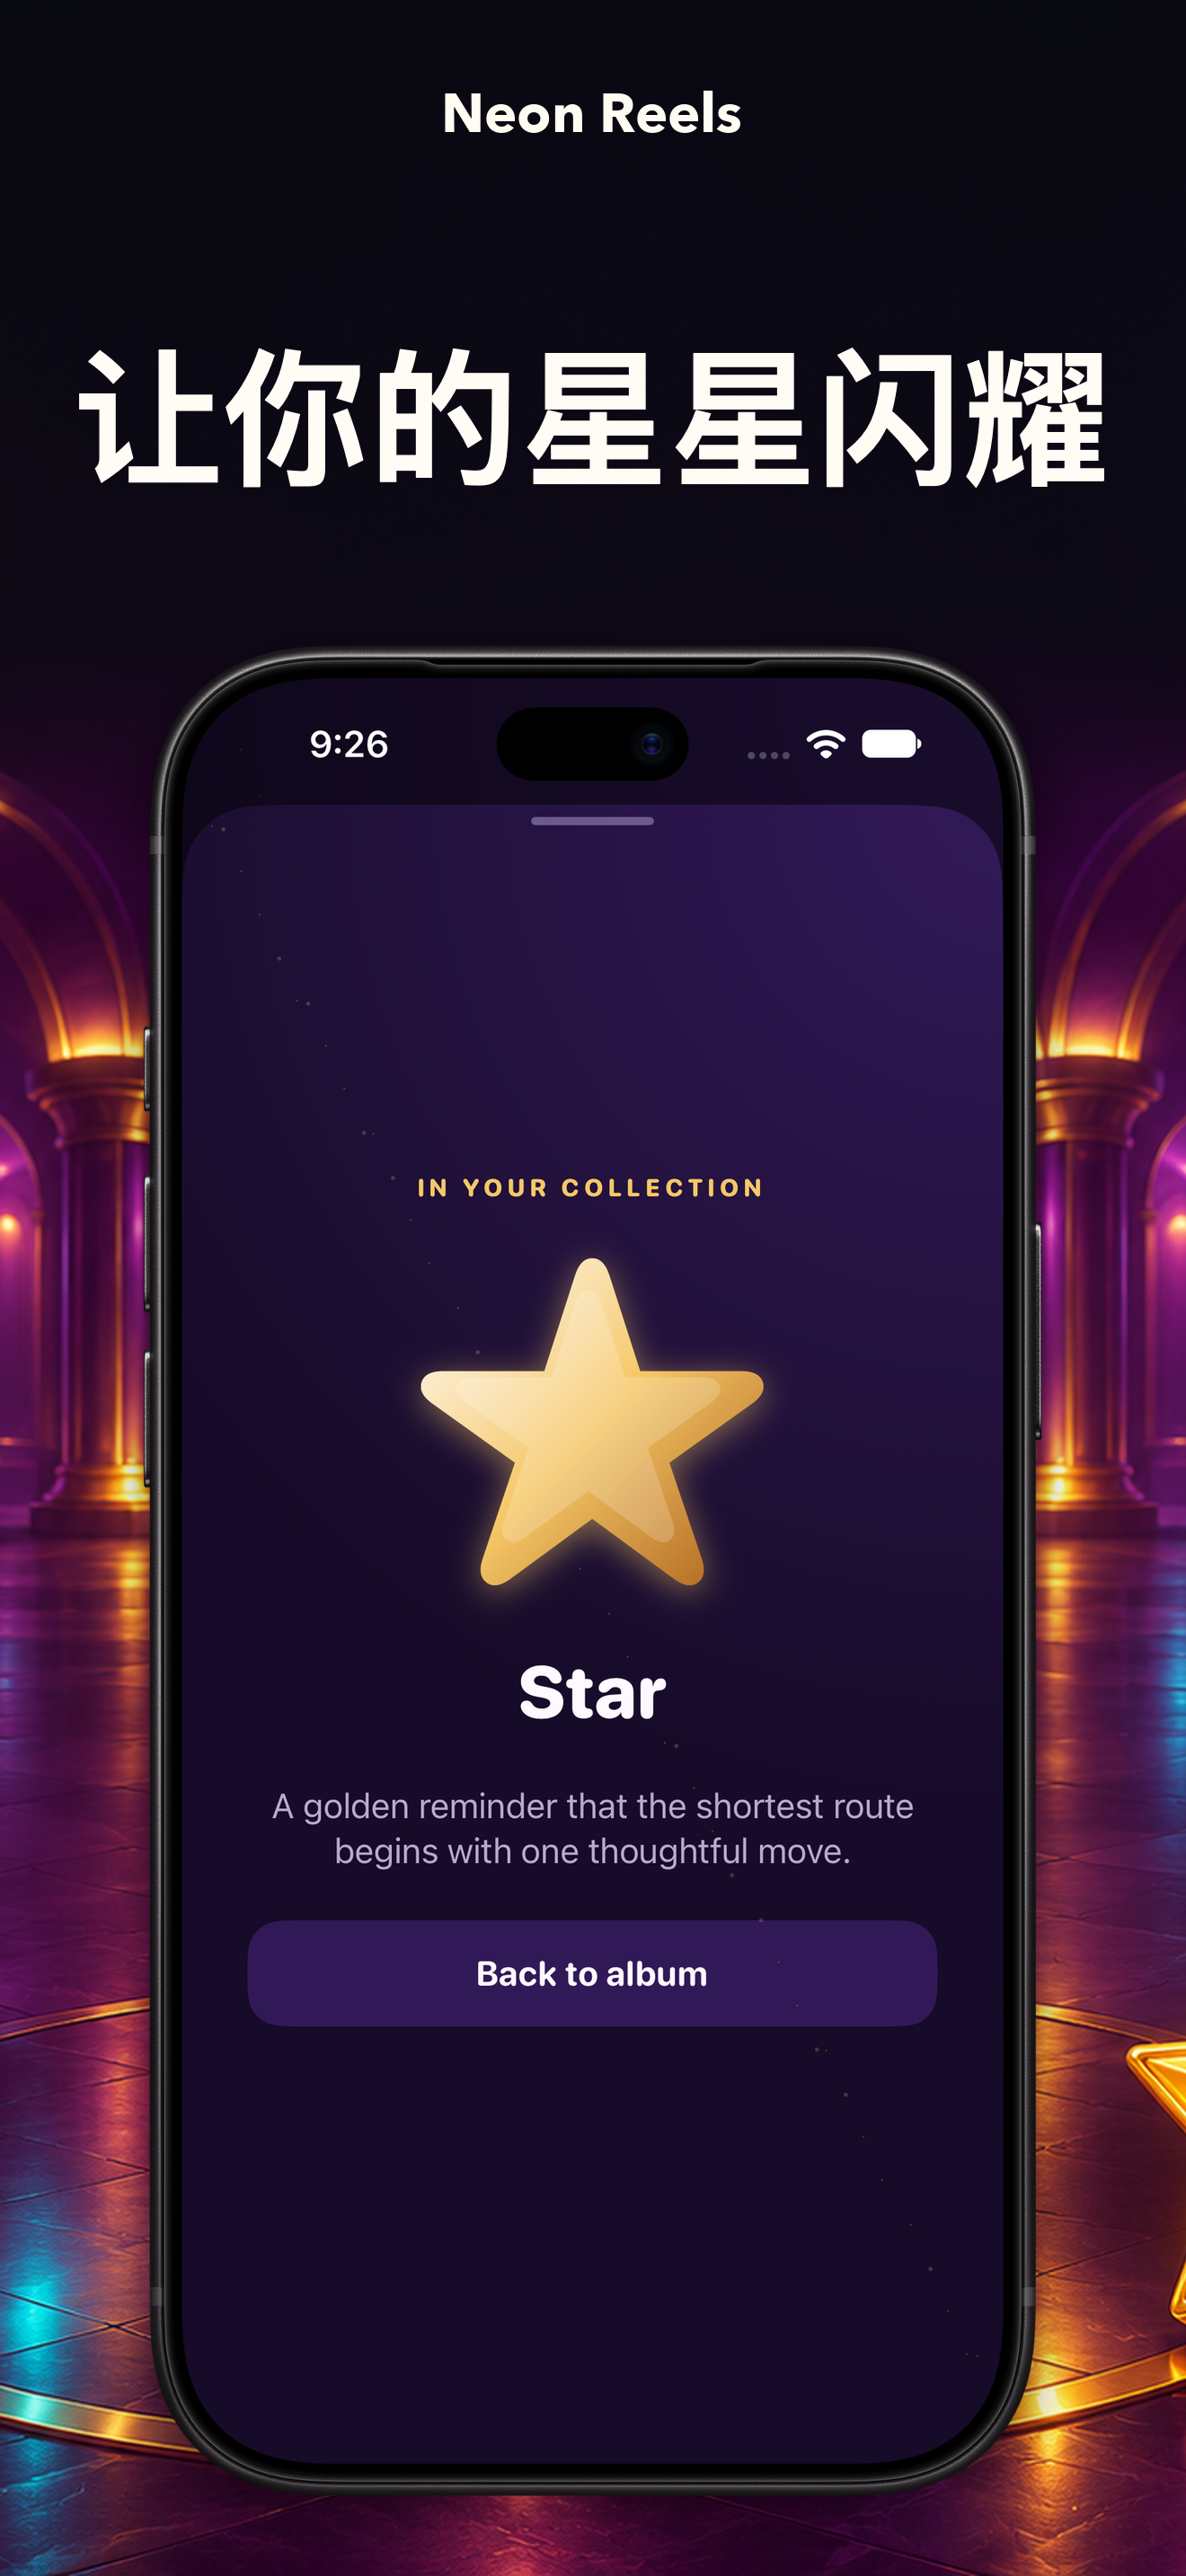 Neon Reels
让你的星星闪耀
9:26
IN YOUR COLLECTION
Star
A golden reminder that the shortest route
begins with one thoughtful move.
Back to album